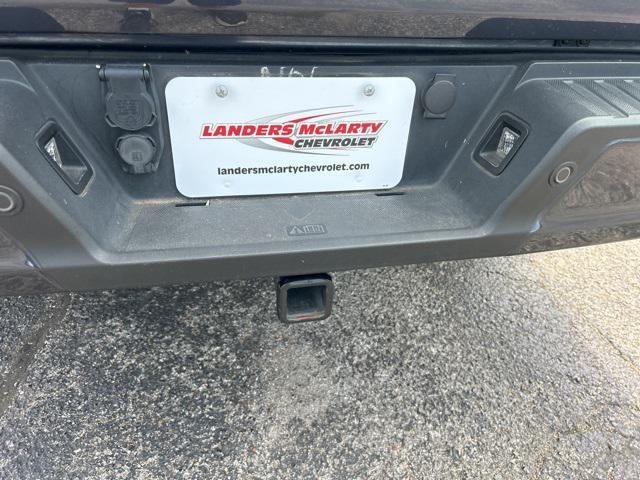 LANDERS McLARTY
CHEVROLET
landersmclartychevrolet.com